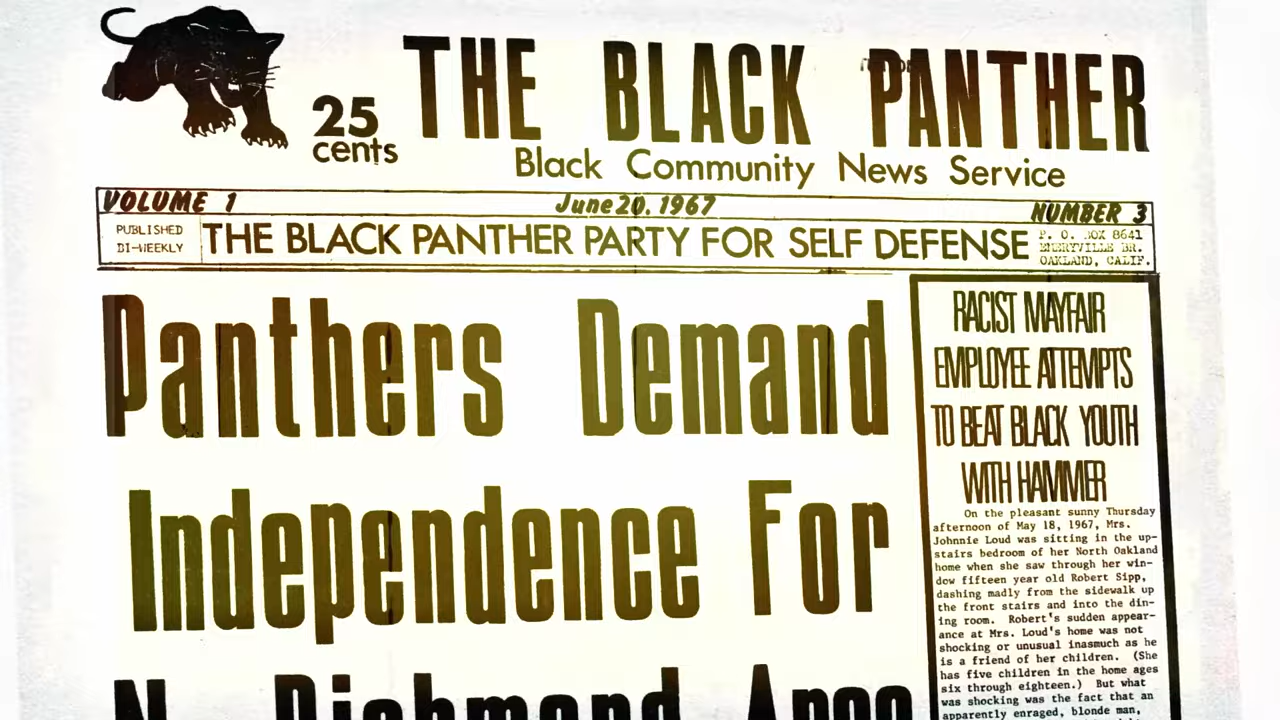 25 cents
THE BLACK PANTHER
Black Community News Service
VOLUME 1 June 20, 1967 NUMBER 3
PUBLISHED
BI-WEEKLY
THE BLACK PANTHER PARTY FOR SELF DEFENSE
P. O. BOX 8641
EMERYVILLE BR.
OAKLAND, CALIF.
Panthers Demand
Independence For
N. Richmond Area
RACIST MAYFAIR
EMPLOYEE ATTEMPTS
TO BEAT BLACK YOUTH
WITH HAMMER
On the pleasant sunny Thursday
afternoon of May 18, 1967, Mrs.
Johnnie Loud was sitting in the up-
stairs bedroom of her North Oakland
home when she saw through her win-
dow fifteen year old Robert Sipp,
dashing madly from the sidewalk up
the front stairs and into the din-
ing room. Robert's sudden appear-
ance at Mrs. Loud's home was not
shocking or unusual inasmuch as he
is a friend of her children. (She
has five children in the home ages
six through eighteen.) But what
was shocking was the fact that an
apparently enraged, blonde man,